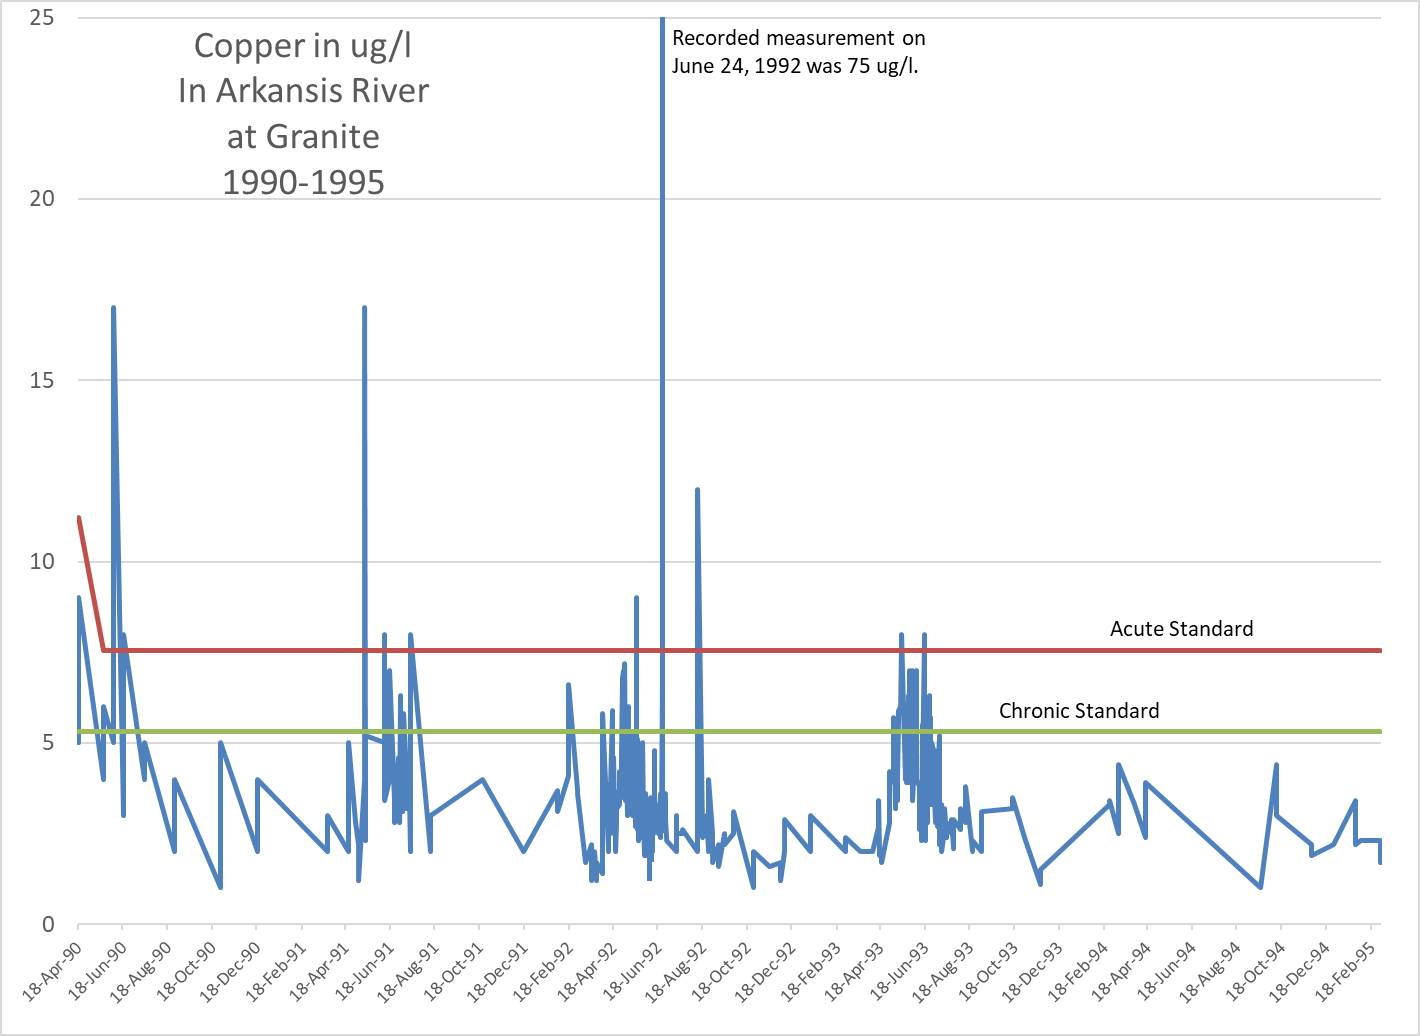 25
Copper in ug/l
In Arkansis River
at Granite
1990-1995
Recorded measurement on
June 24, 1992 was 75 ug/l.
20
15
10
Acute Standard
Chronic Standard
5
0
18-Apr-90
18-Jun-90
18-Aug-90
18-Oct-90
18-Dec-90
18-Feb-91
18-Apr-91
18-Jun-91
18-Aug-91
18-Oct-91
18-Dec-91
18-Feb-92
18-Apr-92
18-Jun-92
18-Aug-92
18-Oct-92
18-Dec-92
18-Feb-93
18-Apr-93
18-Jun-93
18-Aug-93
18-Oct-93
18-Dec-93
18-Feb-94
18-Apr-94
18-Jun-94
18-Aug-94
18-Oct-94
18-Dec-94
18-Feb-95